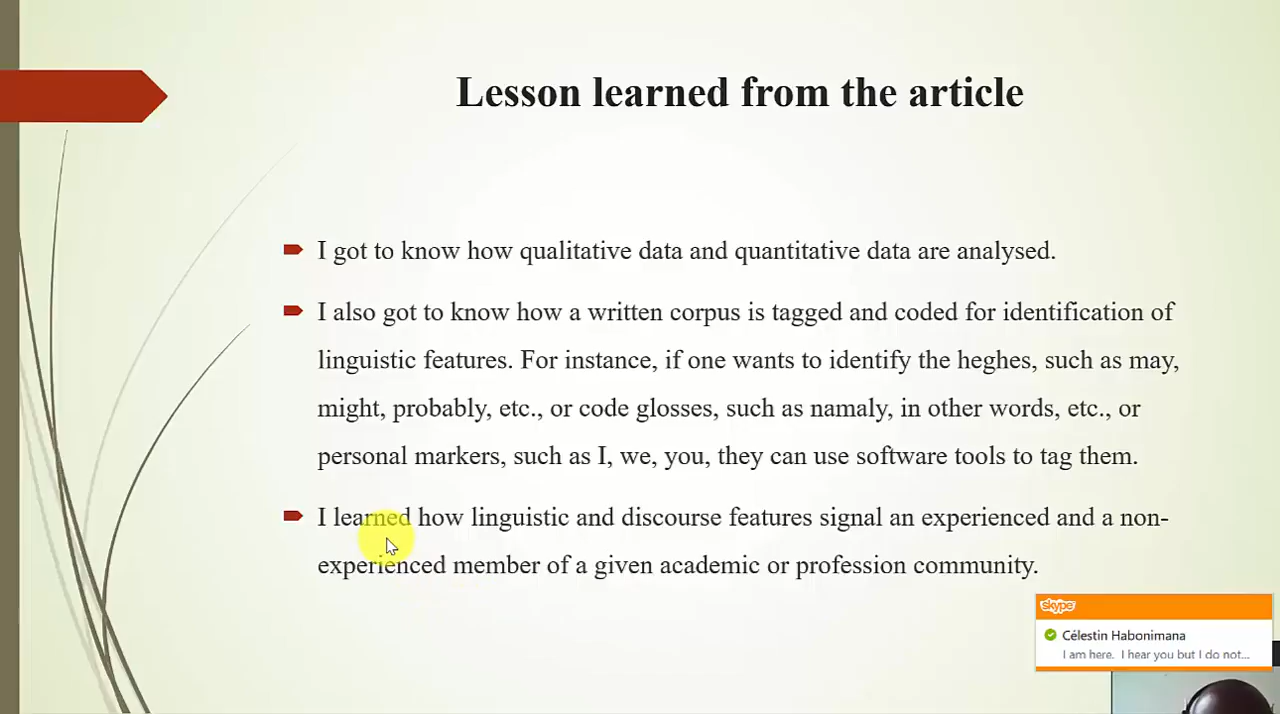 Lesson learned from the article
I got to know how qualitative data and quantitative data are analysed.
I also got to know how a written corpus is tagged and coded for identification of
linguistic features. For instance, if one wants to identify the heghes, such as may,
might, probably, etc., or code glosses, such as namaly, in other words, etc., or
personal markers, such as I, we, you, they can use software tools to tag them.
I learned how linguistic and discourse features signal an experienced and a non-
experienced member of a given academic or profession community.
skype
Célestin Habonimana
I am here. I hear you but I do not...